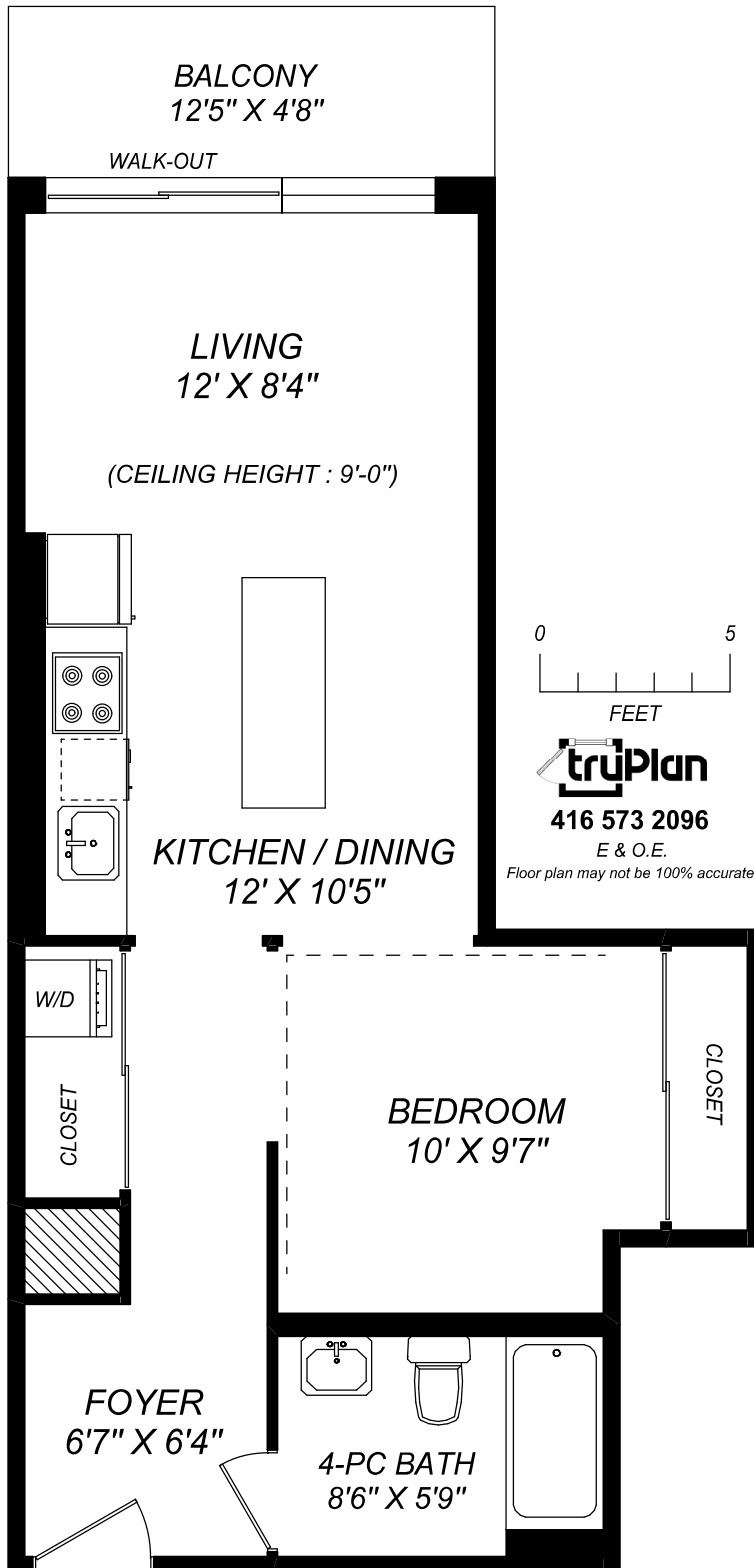 BALCONY
12'5" X 4'8"
WALK-OUT
LIVING
12' X 8'4"
(CEILING HEIGHT : 9'-0")
0 5
FEET
truPlan
416 573 2096
E & O.E.
Floor plan may not be 100% accurate
KITCHEN / DINING
12' X 10'5"
W/D
CLOSET
BEDROOM
10' X 9'7"
CLOSET
FOYER
6'7" X 6'4"
4-PC BATH
8'6" X 5'9"